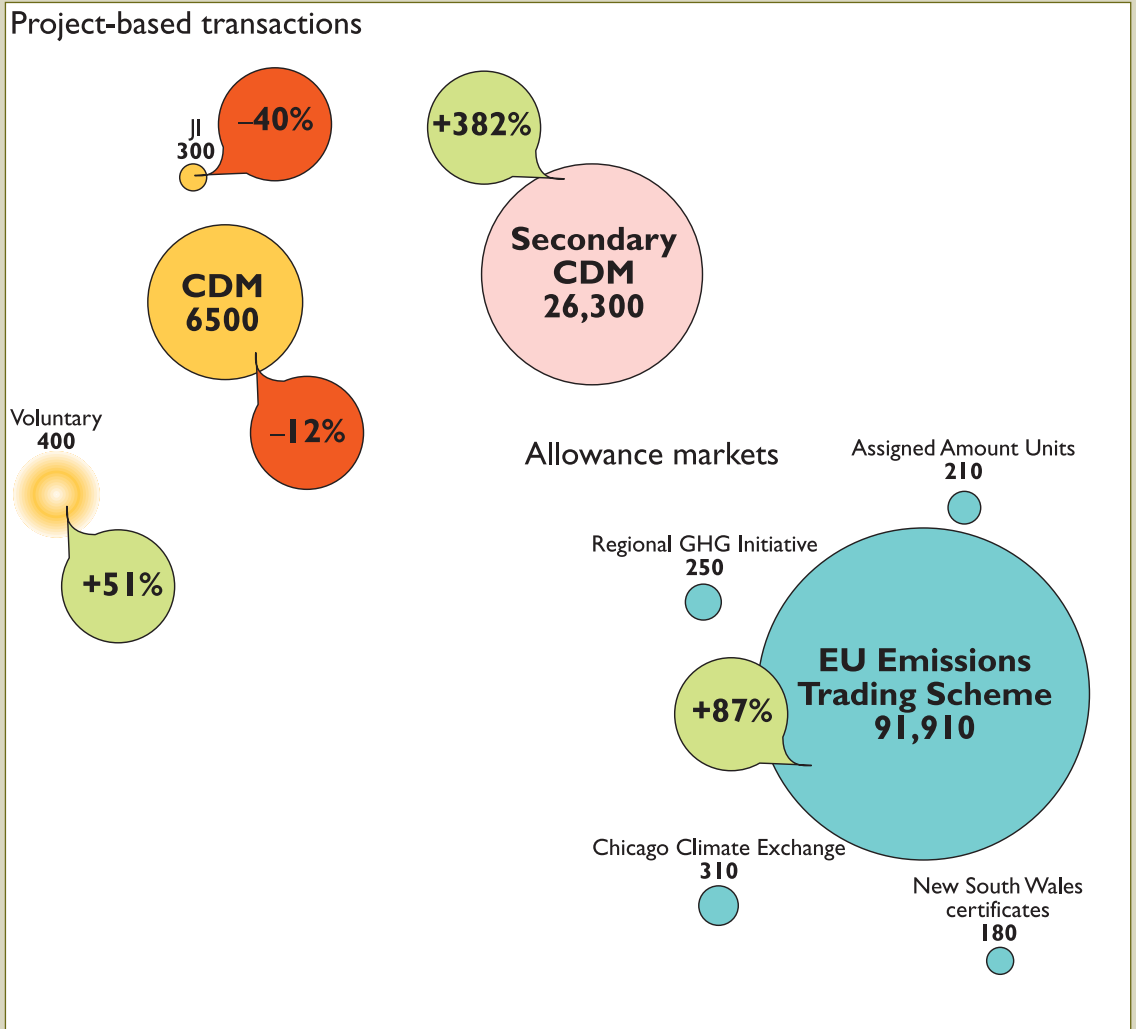 Project-based transactions
JI
300
–40%
+382%
Secondary
CDM
26,300
CDM
6500
–12%
Voluntary
400
+51%
Allowance markets
Assigned Amount Units
210
Regional GHG Initiative
250
EU Emissions
Trading Scheme
91,910
+87%
Chicago Climate Exchange
310
New South Wales
certificates
180